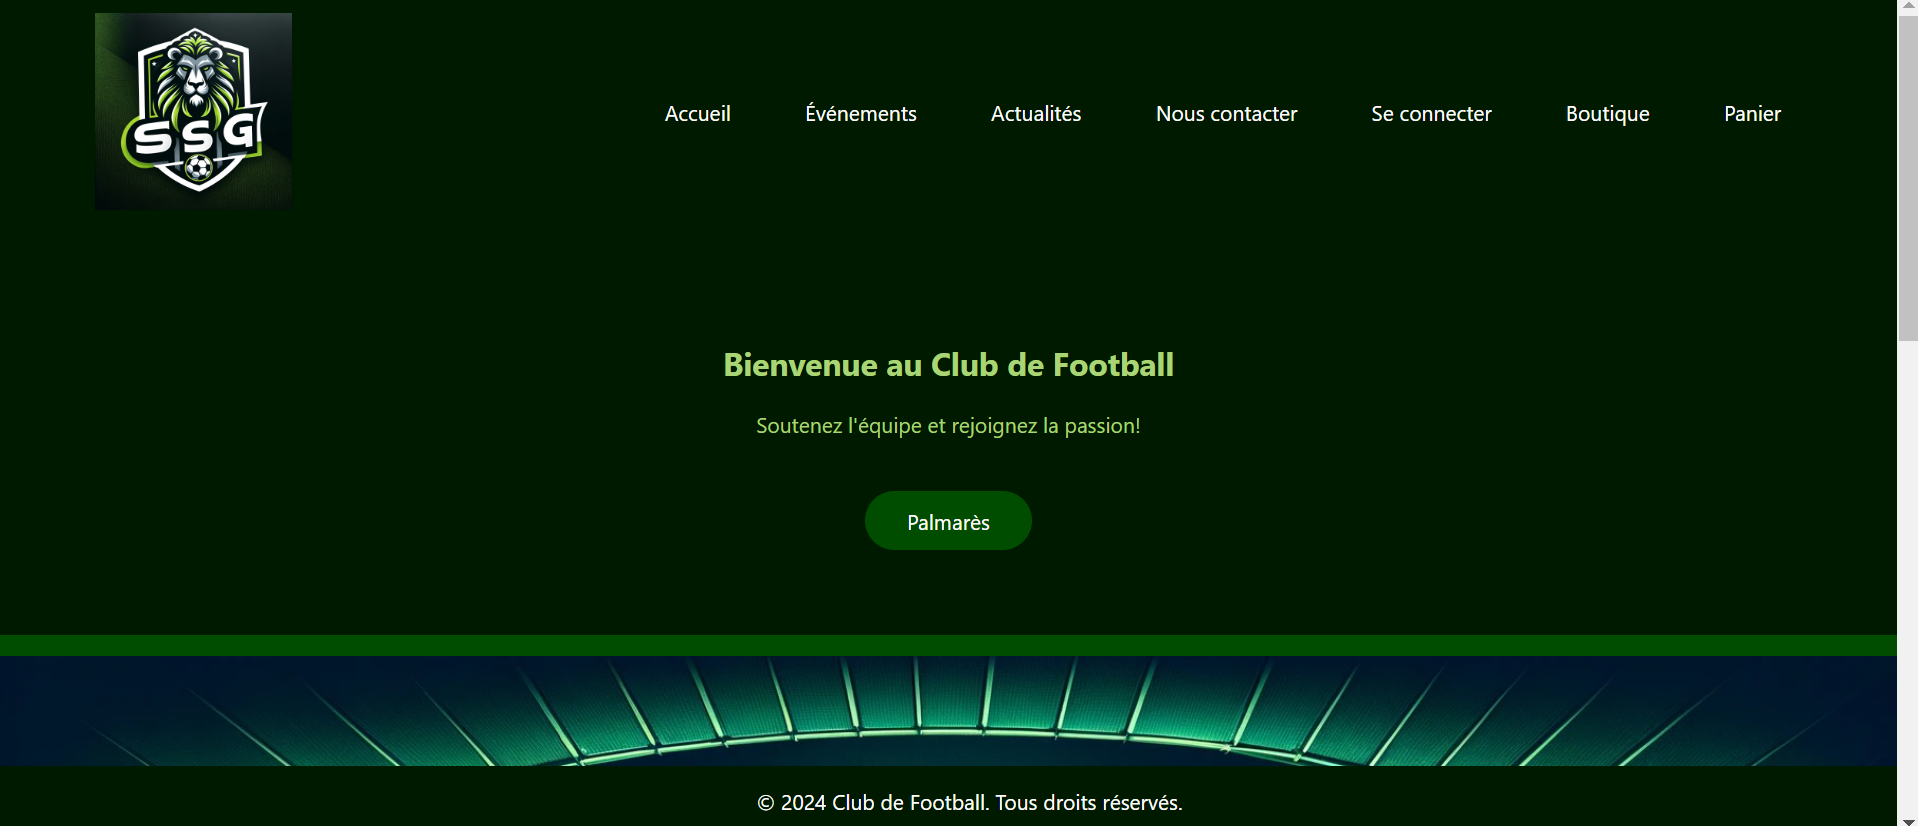 SSG
Accueil Événements Actualités Nous contacter Se connecter Boutique Panier
Bienvenue au Club de Football
Soutenez l'équipe et rejoignez la passion!
Palmarès
© 2024 Club de Football. Tous droits réservés.